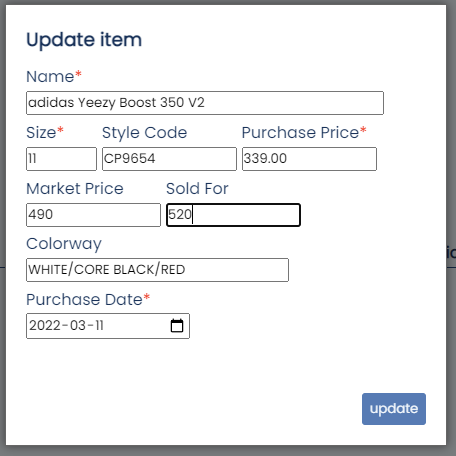 Update item
Name*
adidas Yeezy Boost 350 V2
Size* Style Code Purchase Price*
11 CP9654 339.00
Market Price Sold For
490 520
Colorway
WHITE/CORE BLACK/RED
Purchase Date*
2022-03-11
update